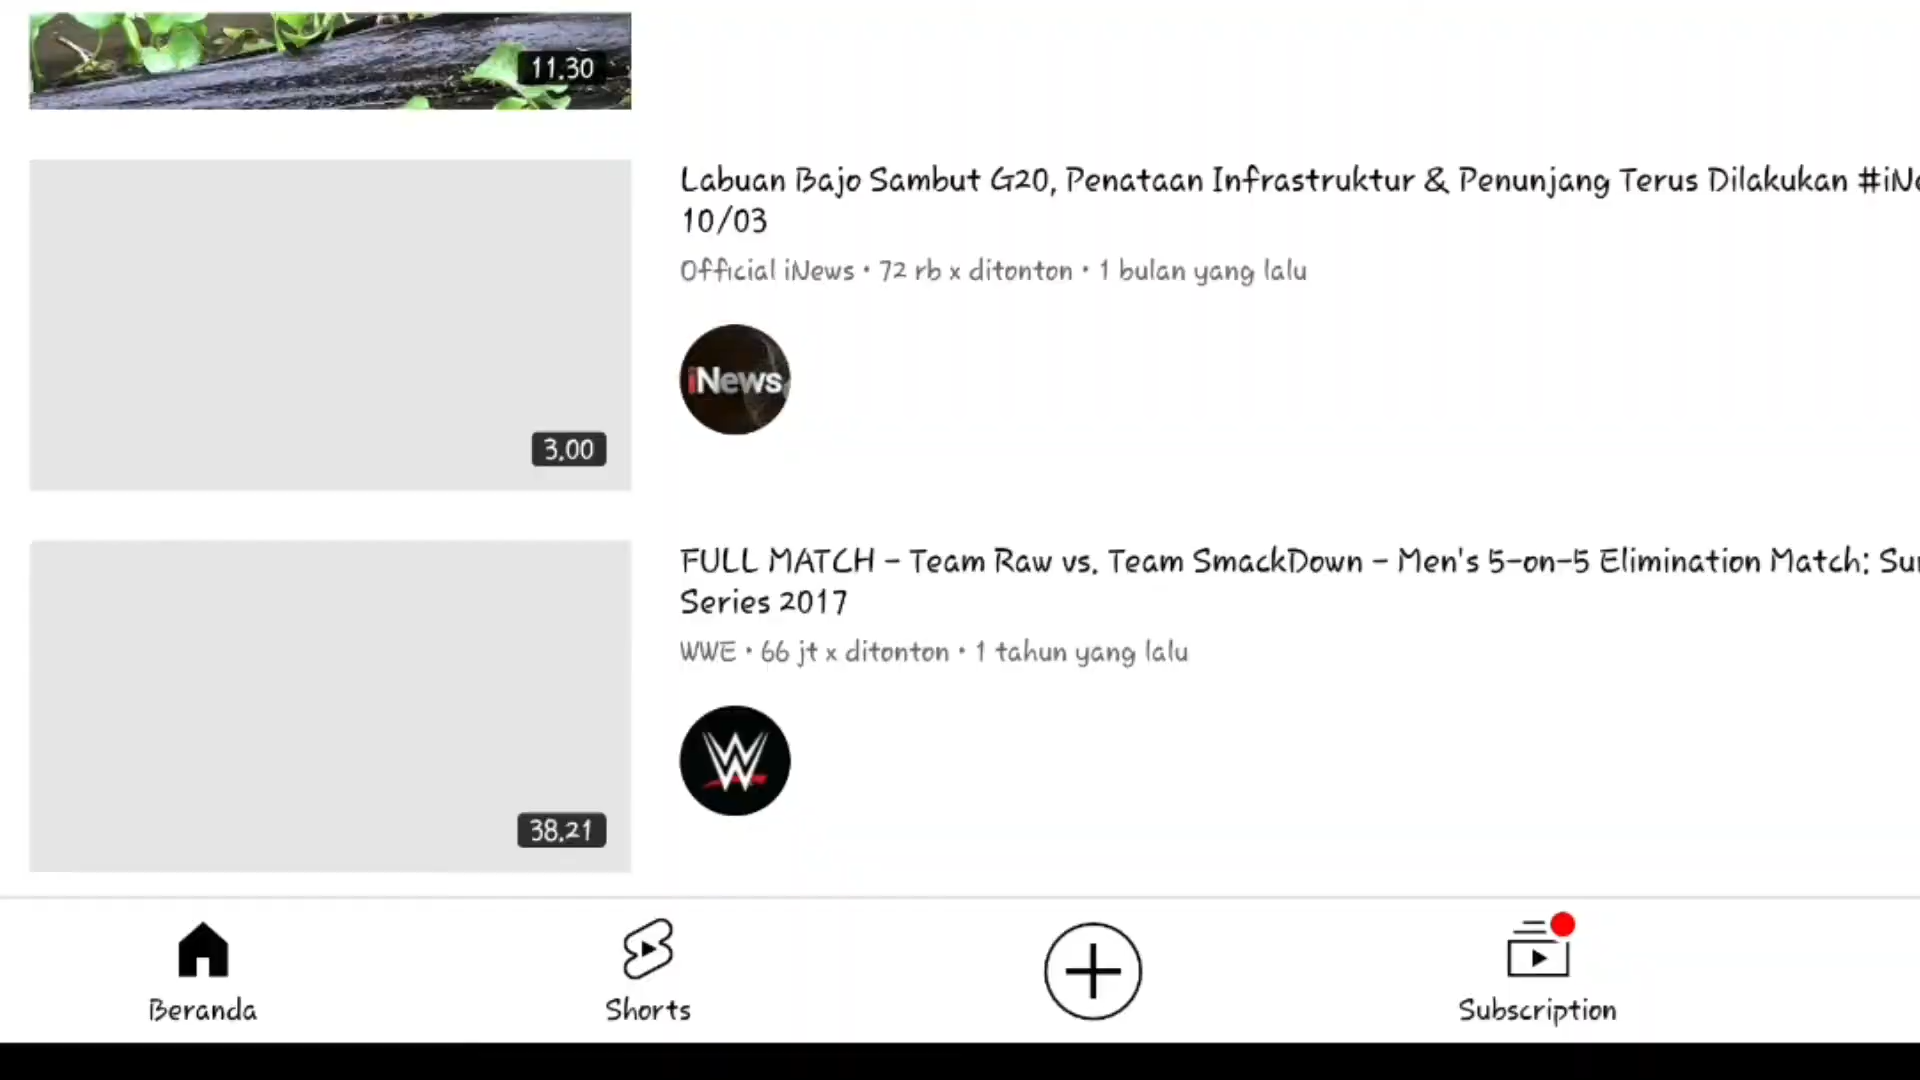 11.30
Labuan Bajo Sambut G20, Penataan Infrastruktur & Penunjang Terus Dilakukan
10/03
Official iNews • 72 rb x ditonton • 1 bulan yang lalu
iNews
3.00
FULL MATCH - Team Raw vs. Team SmackDown - Men's 5-on-5 Elimination Match:
Series 2017
WWE • 66 jt x ditonton • 1 tahun yang lalu
W
38.21
Beranda
Shorts
Subscription